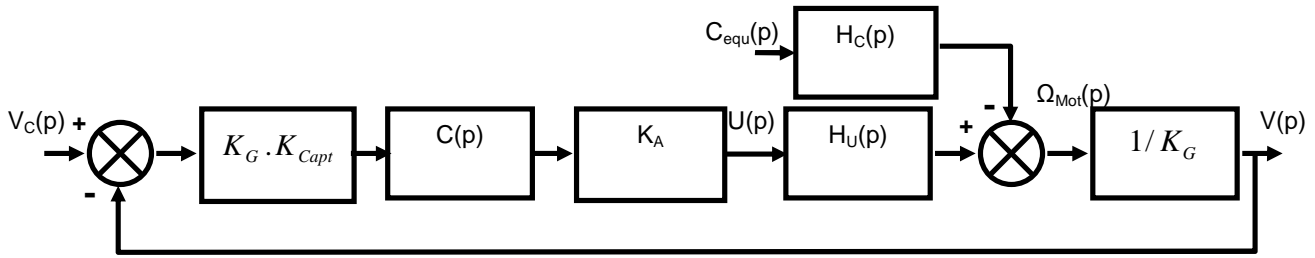 C_equ(p)
H_C(p)
V_C(p)
+
-
K_G . K_Capt
C(p)
K_A
U(p)
H_U(p)
+
-
Ω_Mot(p)
1/ K_G
V(p)